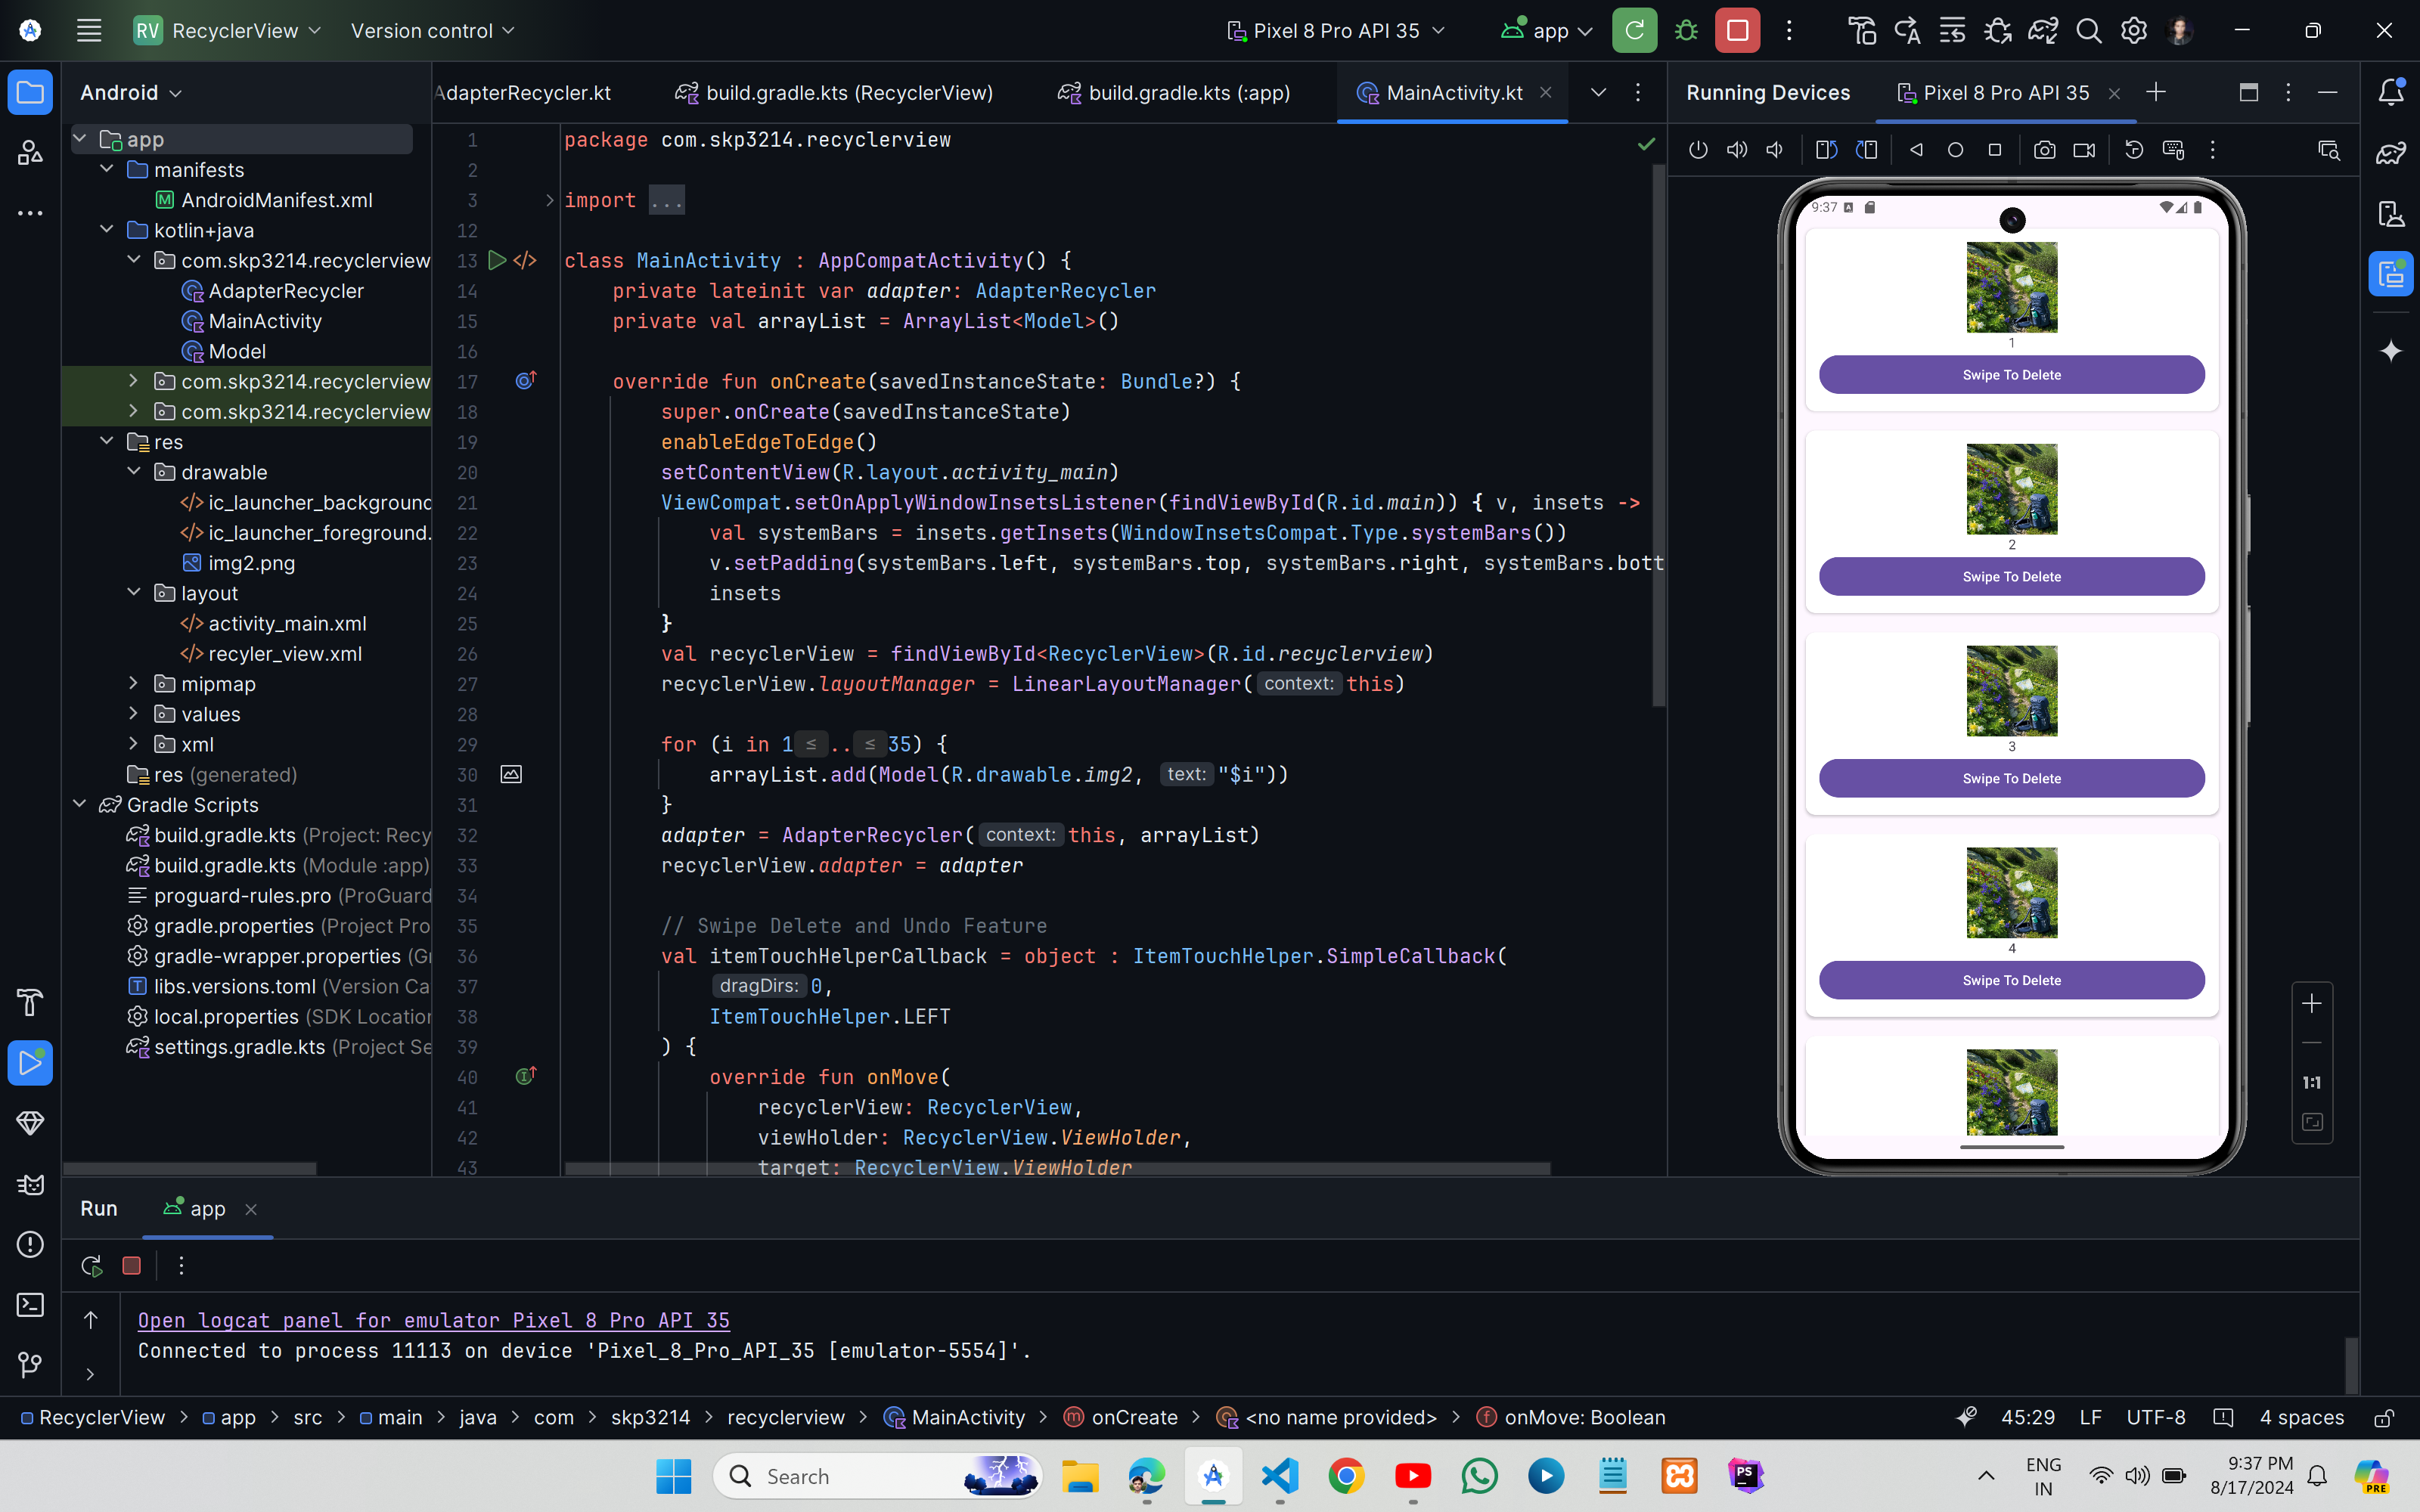 RV RecyclerView Version control Pixel 8 Pro API 35 app
Android
AdapterRecycler.kt build.gradle.kts (RecyclerView) build.gradle.kts (:app) MainActivity.kt
Running Devices Pixel 8 Pro API 35
app
manifests
AndroidManifest.xml
kotlin+java
com.skp3214.recyclerview
AdapterRecycler
MainActivity
Model
com.skp3214.recyclerview
com.skp3214.recyclerview
res
drawable
ic_launcher_background
ic_launcher_foreground.
img2.png
layout
activity_main.xml
recyler_view.xml
mipmap
values
xml
res (generated)
Gradle Scripts
build.gradle.kts (Project: Recy
build.gradle.kts (Module :app)
proguard-rules.pro (ProGuard
gradle.properties (Project Pro
gradle-wrapper.properties (Gr
libs.versions.toml (Version Ca
local.properties (SDK Location
settings.gradle.kts (Project Se
1 package com.skp3214.recyclerview
2
3 import ...
12
13 class MainActivity : AppCompatActivity() {
14 private lateinit var adapter: AdapterRecycler
15 private val arrayList = ArrayList<Model>()
16
17 override fun onCreate(savedInstanceState: Bundle?) {
18 super.onCreate(savedInstanceState)
19 enableEdgeToEdge()
20 setContentView(R.layout.activity_main)
21 ViewCompat.setOnApplyWindowInsetsListener(findViewById(R.id.main)) { v, insets ->
22 val systemBars = insets.getInsets(WindowInsetsCompat.Type.systemBars())
23 v.setPadding(systemBars.left, systemBars.top, systemBars.right, systemBars.bott
24 insets
25 }
26 val recyclerView = findViewById<RecyclerView>(R.id.recyclerview)
27 recyclerView.layoutManager = LinearLayoutManager( context: this)
28
29 for (i in 1 ≤ .. ≤ 35) {
30 arrayList.add(Model(R.drawable.img2, text: "$i"))
31 }
32 adapter = AdapterRecycler( context: this, arrayList)
33 recyclerView.adapter = adapter
34
35 // Swipe Delete and Undo Feature
36 val itemTouchHelperCallback = object : ItemTouchHelper.SimpleCallback(
37 dragDirs: 0,
38 ItemTouchHelper.LEFT
39 ) {
40 override fun onMove(
41 recyclerView: RecyclerView,
42 viewHolder: RecyclerView.ViewHolder,
43 target: RecyclerView.ViewHolder
9:37
1
Swipe To Delete
2
Swipe To Delete
3
Swipe To Delete
4
Swipe To Delete
1:1
Run app
Open logcat panel for emulator Pixel 8 Pro API 35
Connected to process 11113 on device 'Pixel_8_Pro_API_35 [emulator-5554]'.
RecyclerView > app > src > main > java > com > skp3214 > recyclerview > MainActivity > onCreate > <no name provided> > onMove: Boolean
45:29 LF UTF-8 4 spaces
Search
PS
ENG
IN
9:37 PM
8/17/2024
PRE